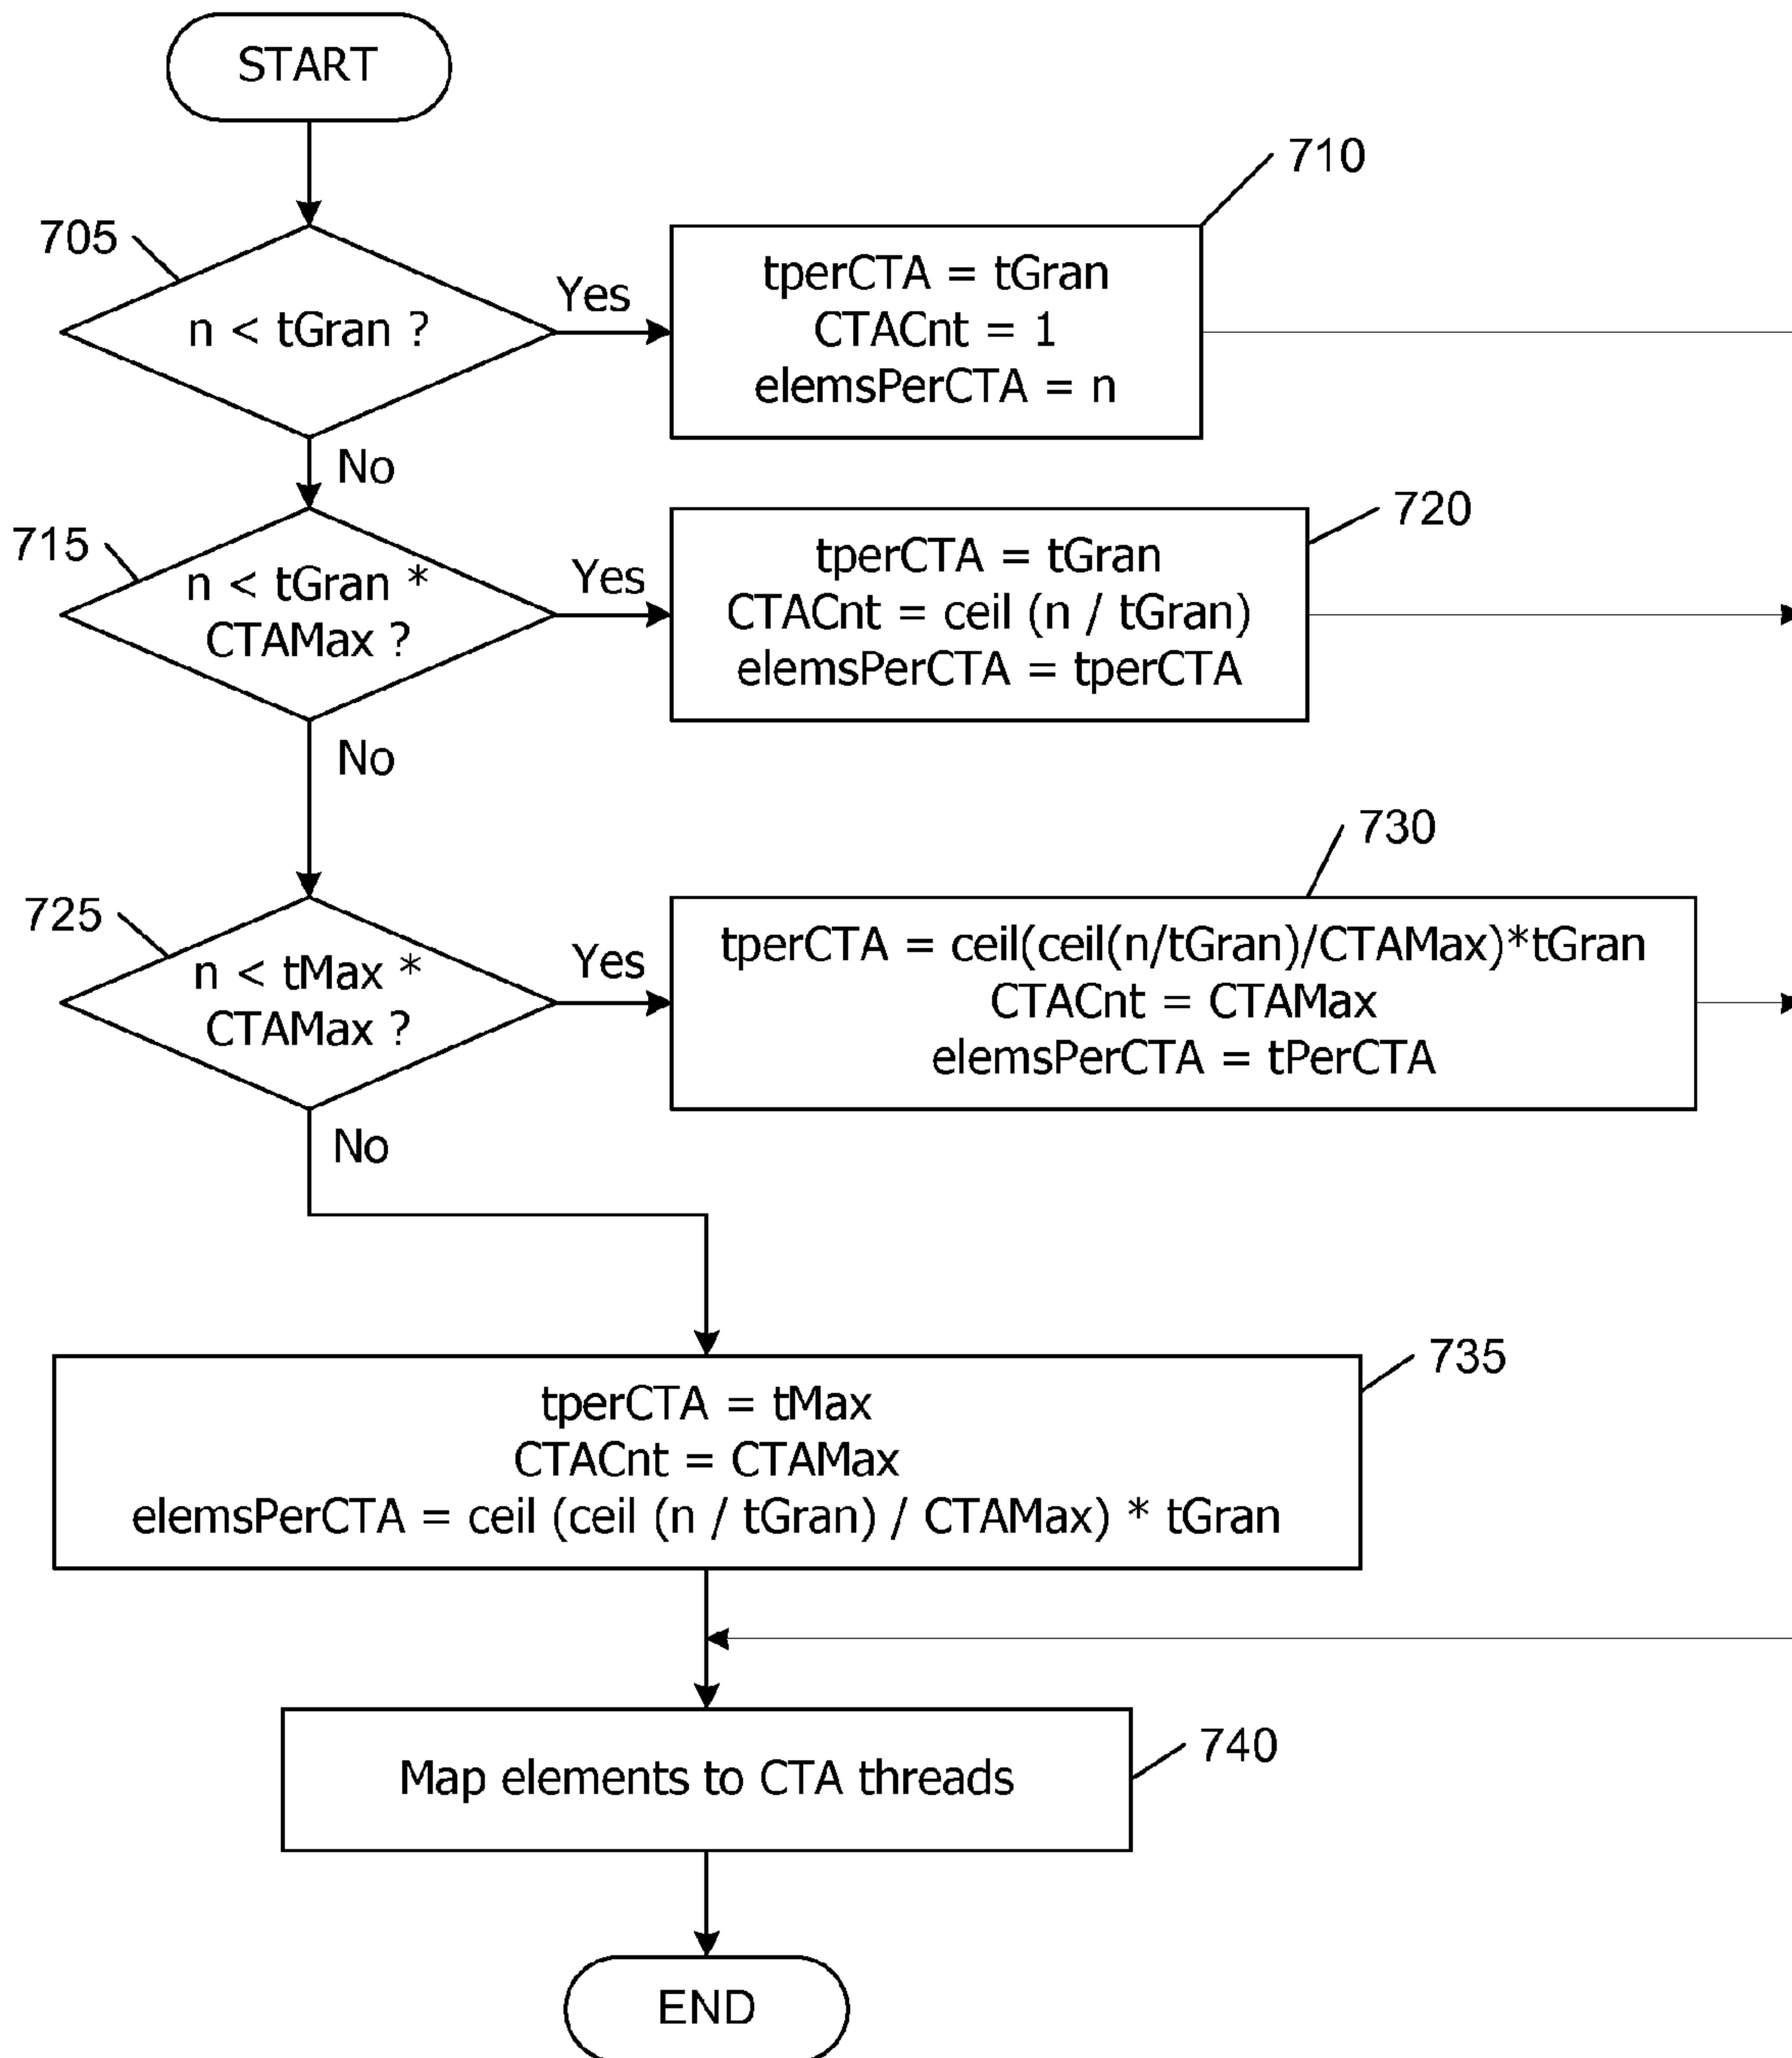 START
710
705
Yes
n < tGran ?
tperCTA = tGran
CTACnt = 1
elemsPerCTA = n
No
720
715
Yes
n < tGran *
CTAMax ?
tperCTA = tGran
CTACnt = ceil (n / tGran)
elemsPerCTA = tperCTA
No
730
725
Yes
n < tMax *
CTAMax ?
tperCTA = ceil(ceil(n/tGran)/CTAMax)*tGran
CTACnt = CTAMax
elemsPerCTA = tPerCTA
No
735
tperCTA = tMax
CTACnt = CTAMax
elemsPerCTA = ceil (ceil (n / tGran) / CTAMax) * tGran
740
Map elements to CTA threads
END